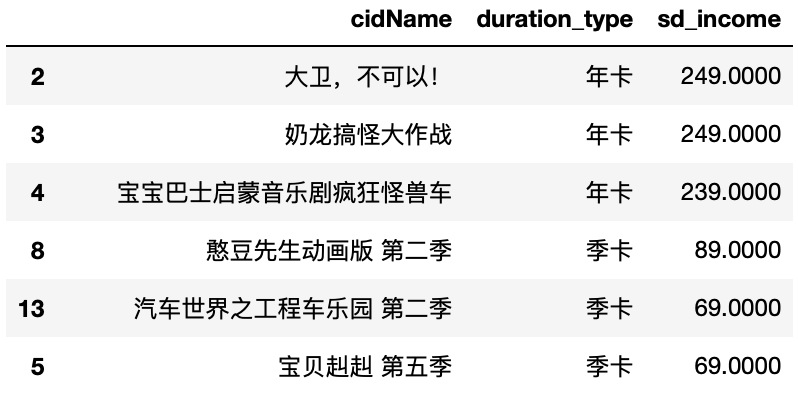 cidName duration_type sd_income
2 大卫，不可以！ 年卡 249.0000
3 奶龙搞怪大作战 年卡 249.0000
4 宝宝巴士启蒙音乐剧疯狂怪兽车 年卡 239.0000
8 憨豆先生动画版 第二季 季卡 89.0000
13 汽车世界之工程车乐园 第二季 季卡 69.0000
5 宝贝赳赳 第五季 季卡 69.0000